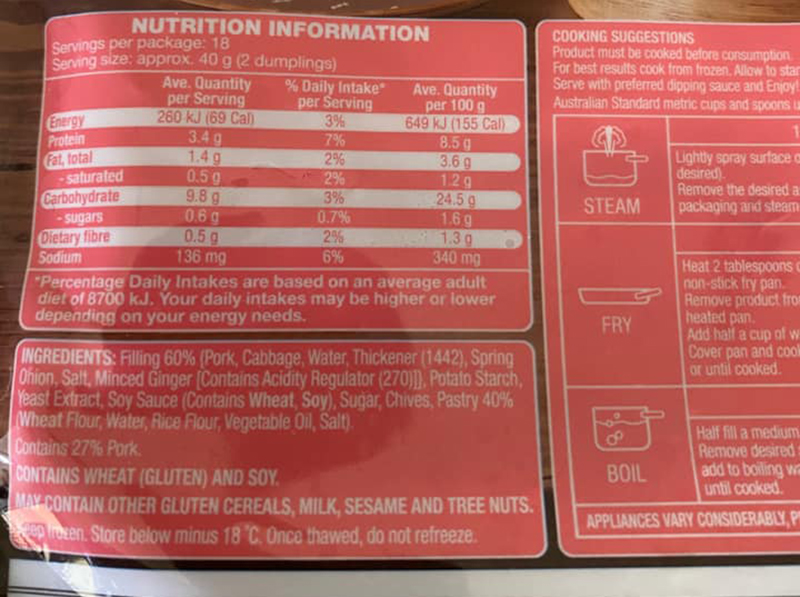 NUTRITION INFORMATION
Servings per package: 18
Serving size: approx. 40 g (2 dumplings)
Ave. Quantity per Serving % Daily Intake* per Serving Ave. Quantity per 100 g
Energy 260 kJ (69 Cal) 3% 649 kJ (155 Cal)
Protein 3.4 g 7% 8.5 g
Fat, total 1.4 g 2% 3.6 g
- saturated 0.5 g 2% 1.2 g
Carbohydrate 9.8 g 3% 24.5 g
- sugars 0.6 g 0.7% 1.6 g
Dietary fibre 0.5 g 2% 1.3 g
Sodium 136 mg 6% 340 mg
*Percentage Daily Intakes are based on an average adult
diet of 8700 kJ. Your daily intakes may be higher or lower
depending on your energy needs.
INGREDIENTS: Filling 60% (Pork, Cabbage, Water, Thickener (1442), Spring
Onion, Salt, Minced Ginger [Contains Acidity Regulator (270)]), Potato Starch,
Yeast Extract, Soy Sauce (Contains Wheat, Soy), Sugar, Chives, Pastry 40%
(Wheat Flour, Water, Rice Flour, Vegetable Oil, Salt).
Contains 27% Pork.
CONTAINS WHEAT (GLUTEN) AND SOY.
MAY CONTAIN OTHER GLUTEN CEREALS, MILK, SESAME AND TREE NUTS.
Keep frozen. Store below minus 18 °C. Once thawed, do not refreeze.
COOKING SUGGESTIONS
Product must be cooked before consumption.
For best results cook from frozen. Allow to
Serve with preferred dipping sauce and Enjoy!
Australian Standard metric cups and spoons
STEAM
Lightly spray surface
desired).
Remove the desired
packaging and steam
FRY
Heat 2 tablespoons
non-stick fry pan.
Remove product
heated pan.
Add half a cup of
Cover pan and
or until cooked.
BOIL
Half fill a medium
Remove desired
add to boiling
until cooked.
APPLIANCES VARY CONSIDERABLY,